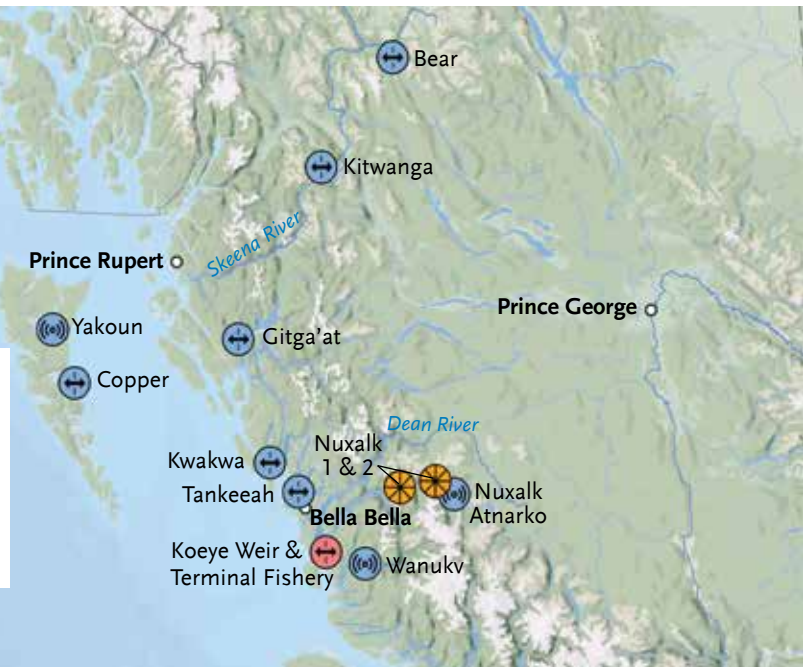 Bear
Kitwanga
Skeena River
Prince Rupert
Prince George
Yakoun
Gitga'at
Copper
Dean River
Nuxalk
1 & 2
Kwakwa
Tankeeah
Nuxalk
Atnarko
Bella Bella
Koeye Weir &
Terminal Fishery
Wanukv